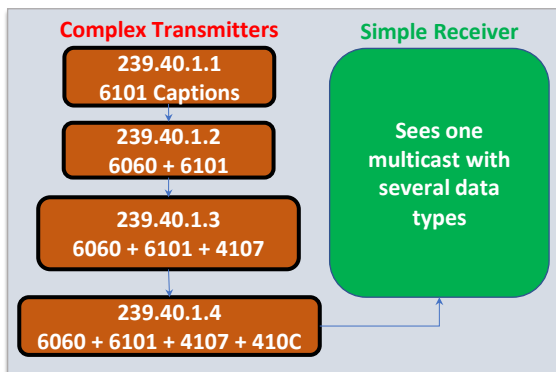 Complex Transmitters
239.40.1.1
6101 Captions
239.40.1.2
6060 + 6101
239.40.1.3
6060 + 6101 + 4107
239.40.1.4
6060 + 6101 + 4107 + 410C
Simple Receiver
Sees one
multicast with
several data
types